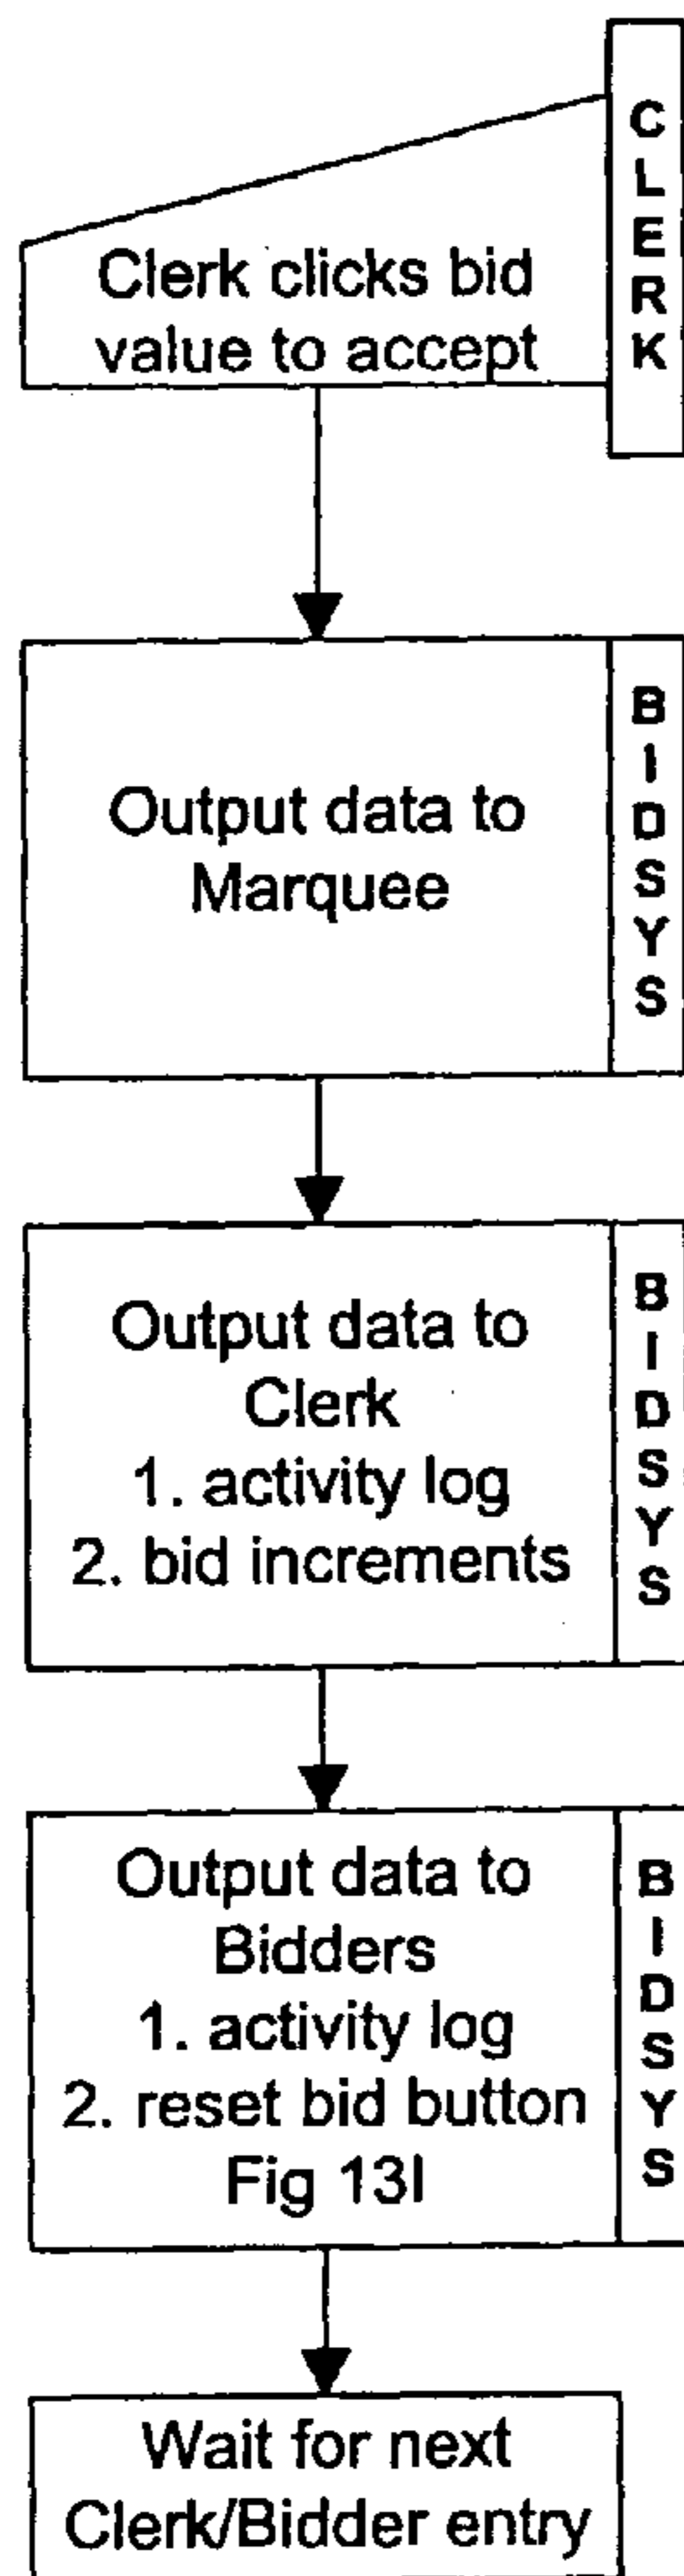 Clerk clicks bid
value to accept
CLERK
Output data to
Marquee
BIDSYS
Output data to
Clerk
1. activity log
2. bid increments
BIDSYS
Output data to
Bidders
1. activity log
2. reset bid button
Fig 13I
BIDSYS
Wait for next
Clerk/Bidder entry